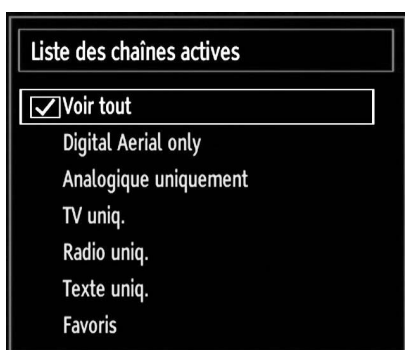 Liste des chaînes actives
Voir tout
Digital Aerial only
Analogique uniquement
TV uniq.
Radio uniq.
Texte uniq.
Favoris